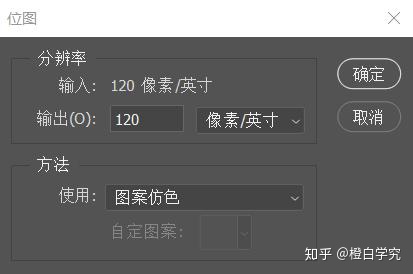 位图
分辨率
输入: 120 像素/英寸
输出(O): 120 像素/英寸
方法
使用: 图案仿色
自定图案:
确定
取消
知乎 @橙白学究